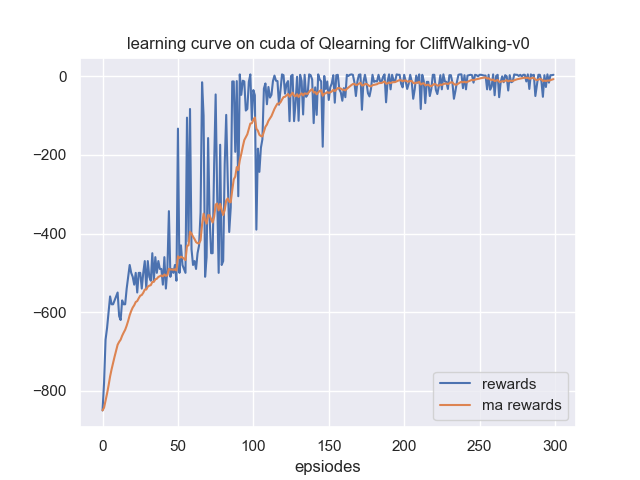 learning curve on cuda of Qlearning for CliffWalking-v0
0
−200
−400
−600
−800
0 50 100 150 200 250 300
epsiodes
rewards
ma rewards